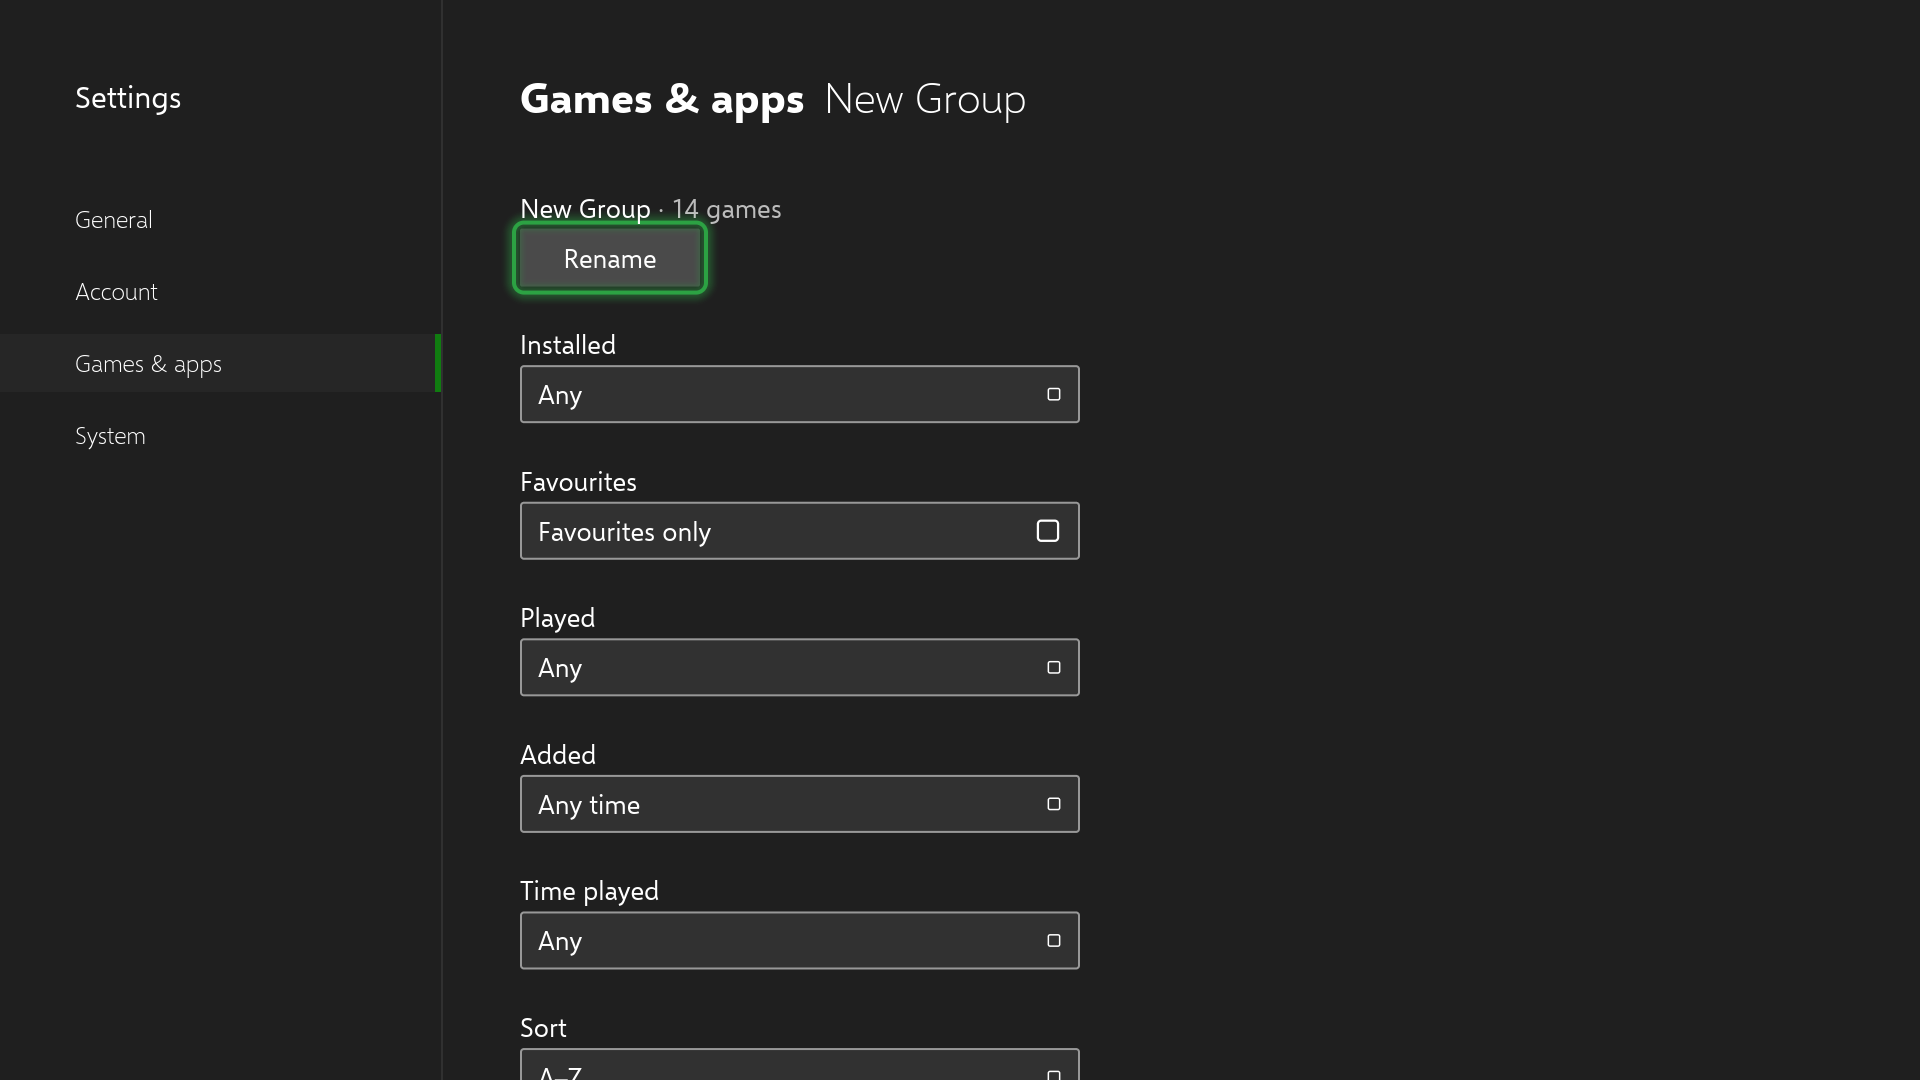 Settings
General
Account
Games & apps
System
Games & apps New Group
New Group · 14 games
Rename
Installed
Any
Favourites
Favourites only
Played
Any
Added
Any time
Time played
Any
Sort
A–Z